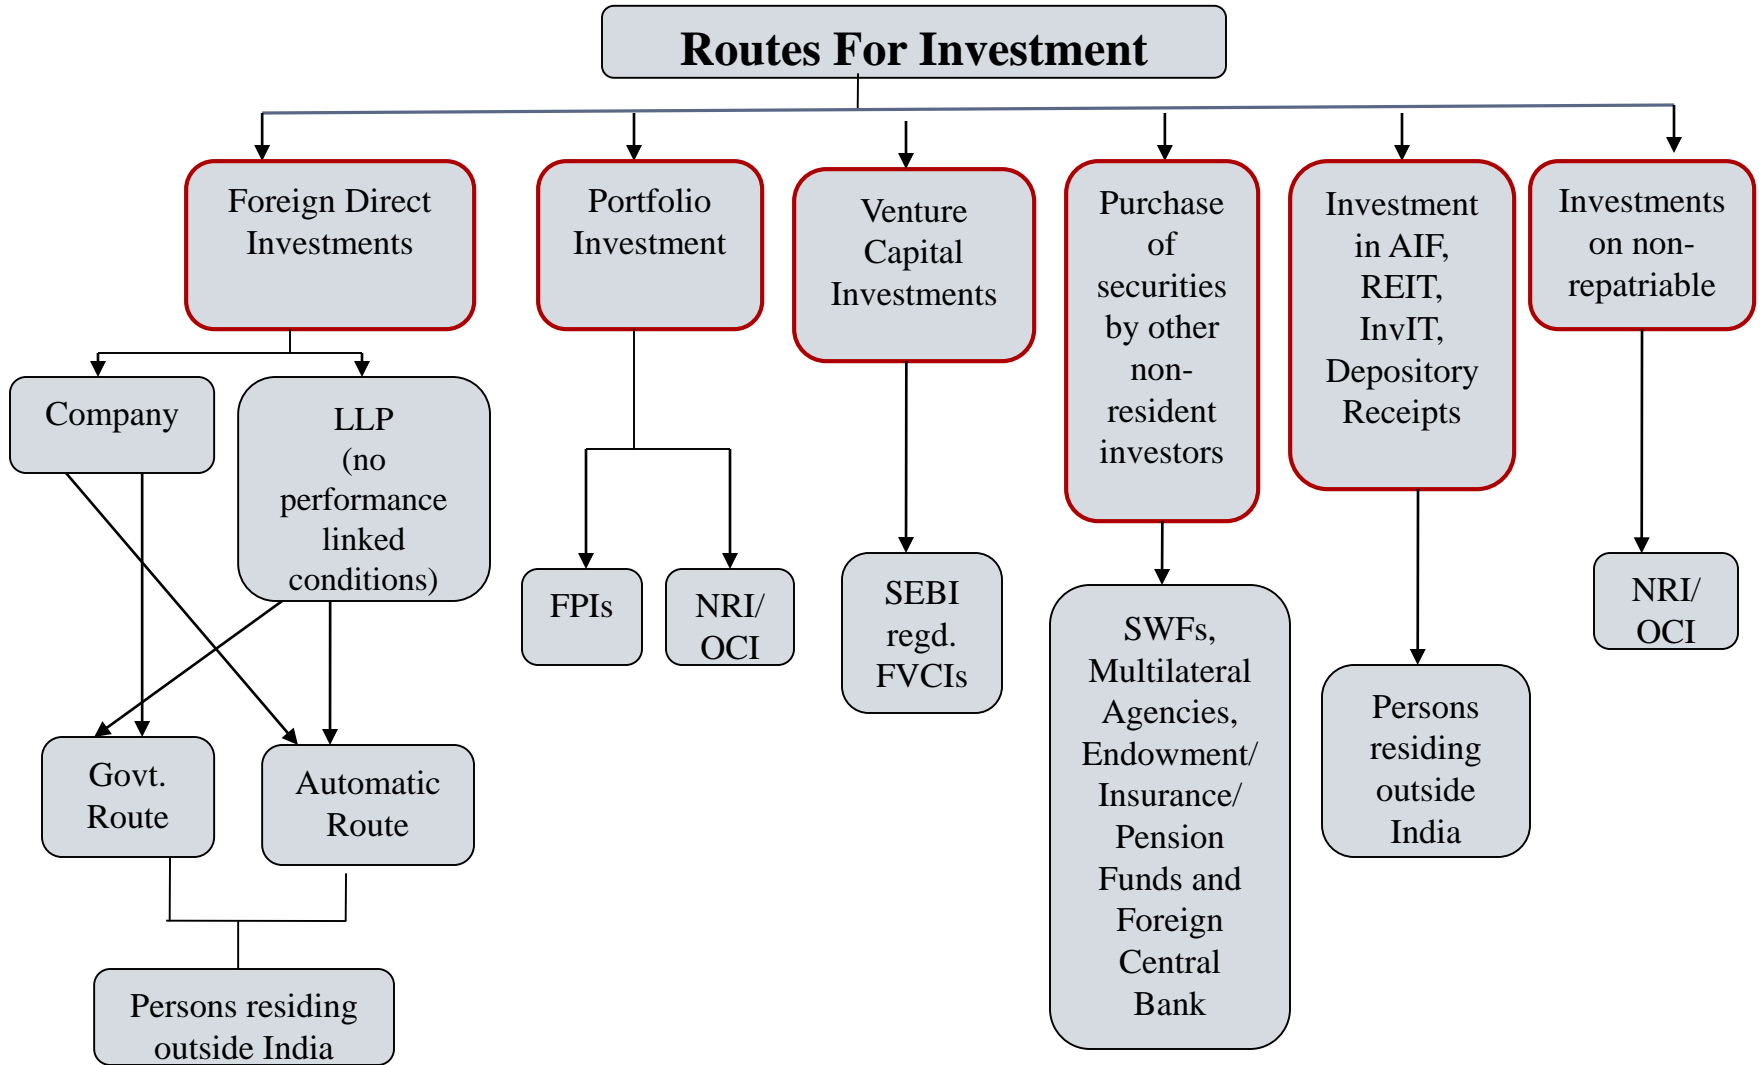 Routes For Investment
Foreign Direct
Investments
Portfolio
Investment
Venture
Capital
Investments
Purchase
of
securities
by other
non-
resident
investors
Investment
in AIF,
REIT,
InvIT,
Depository
Receipts
Investments
on non-
repatriable
Company
LLP
(no
performance
linked
conditions)
FPIs
NRI/
OCI
SEBI
regd.
FVCIs
SWFs,
Multilateral
Agencies,
Endowment/
Insurance/
Pension
Funds and
Foreign
Central
Bank
Persons
residing
outside
India
NRI/
OCI
Govt.
Route
Automatic
Route
Persons residing
outside India